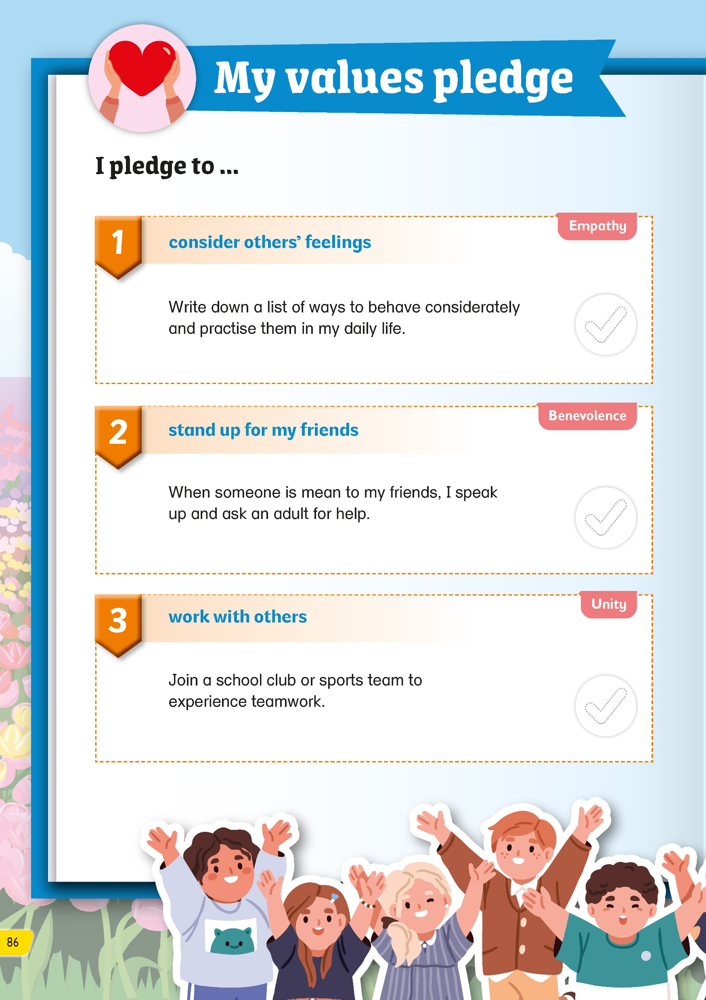 My values pledge
I pledge to ...
1
consider others’ feelings
Empathy
Write down a list of ways to behave considerately
and practise them in my daily life.
2
stand up for my friends
Benevolence
When someone is mean to my friends, I speak
up and ask an adult for help.
3
work with others
Unity
Join a school club or sports team to
experience teamwork.
86